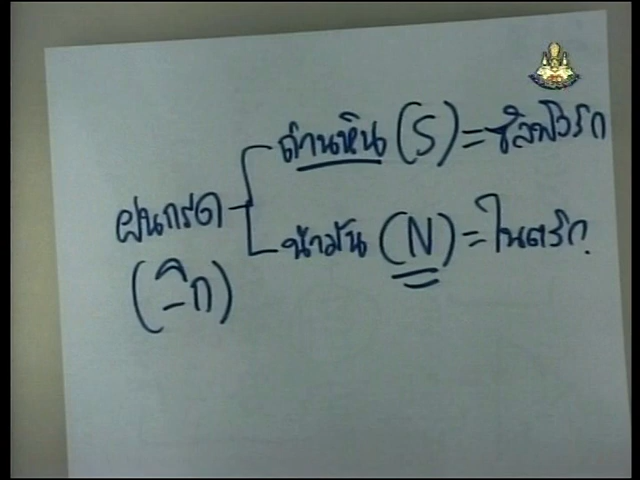 ถ่านหิน (S) = ซัลฟิวริก
ฝนกรด
น้ำมัน (N) = ไนตริก
( -ิก)